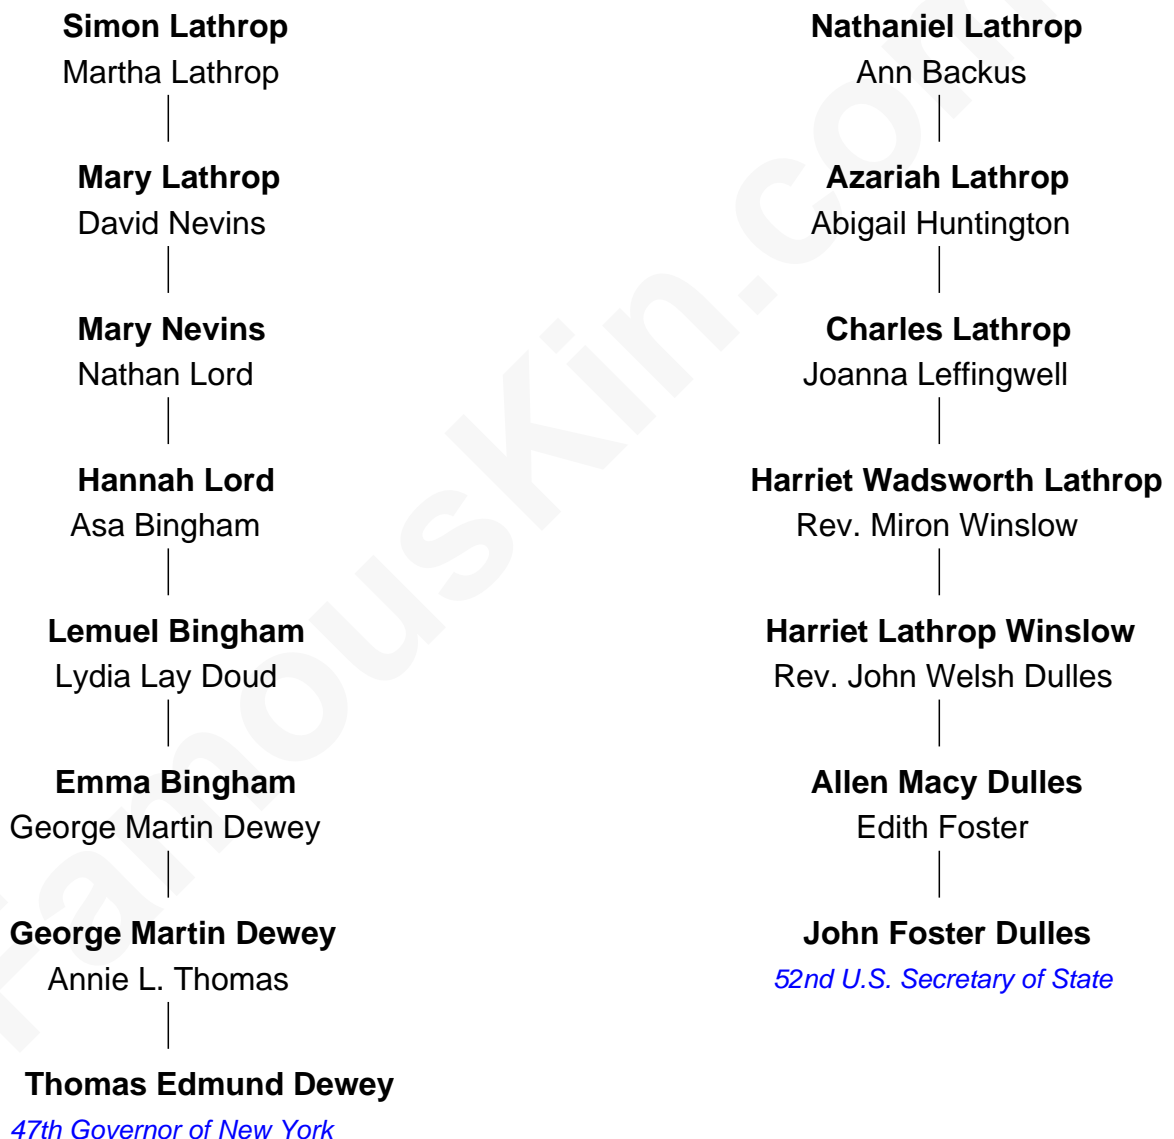 Simon Lathrop
Martha Lathrop
Mary Lathrop
David Nevins
Mary Nevins
Nathan Lord
Hannah Lord
Asa Bingham
Lemuel Bingham
Lydia Lay Doud
Emma Bingham
George Martin Dewey
George Martin Dewey
Annie L. Thomas
Thomas Edmund Dewey
47th Governor of New York
Nathaniel Lathrop
Ann Backus
Azariah Lathrop
Abigail Huntington
Charles Lathrop
Joanna Leffingwell
Harriet Wadsworth Lathrop
Rev. Miron Winslow
Harriet Lathrop Winslow
Rev. John Welsh Dulles
Allen Macy Dulles
Edith Foster
John Foster Dulles
52nd U.S. Secretary of State
FamousKin.com